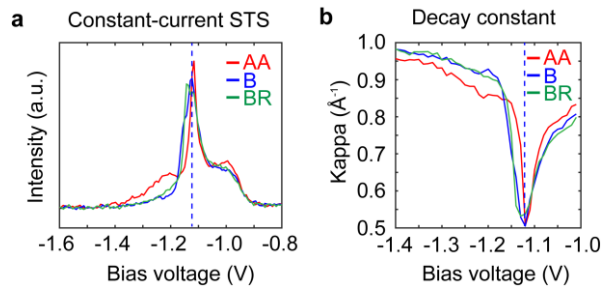 a Constant-current STS
AA
B
BR
Intensity (a.u.)
-1.6 -1.4 -1.2 -1.0 -0.8
Bias voltage (V)
b Decay constant
1.0
0.9
0.8
0.7
0.6
0.5
AA
B
BR
Kappa (Å⁻¹)
-1.4 -1.3 -1.2 -1.1 -1.0
Bias voltage (V)